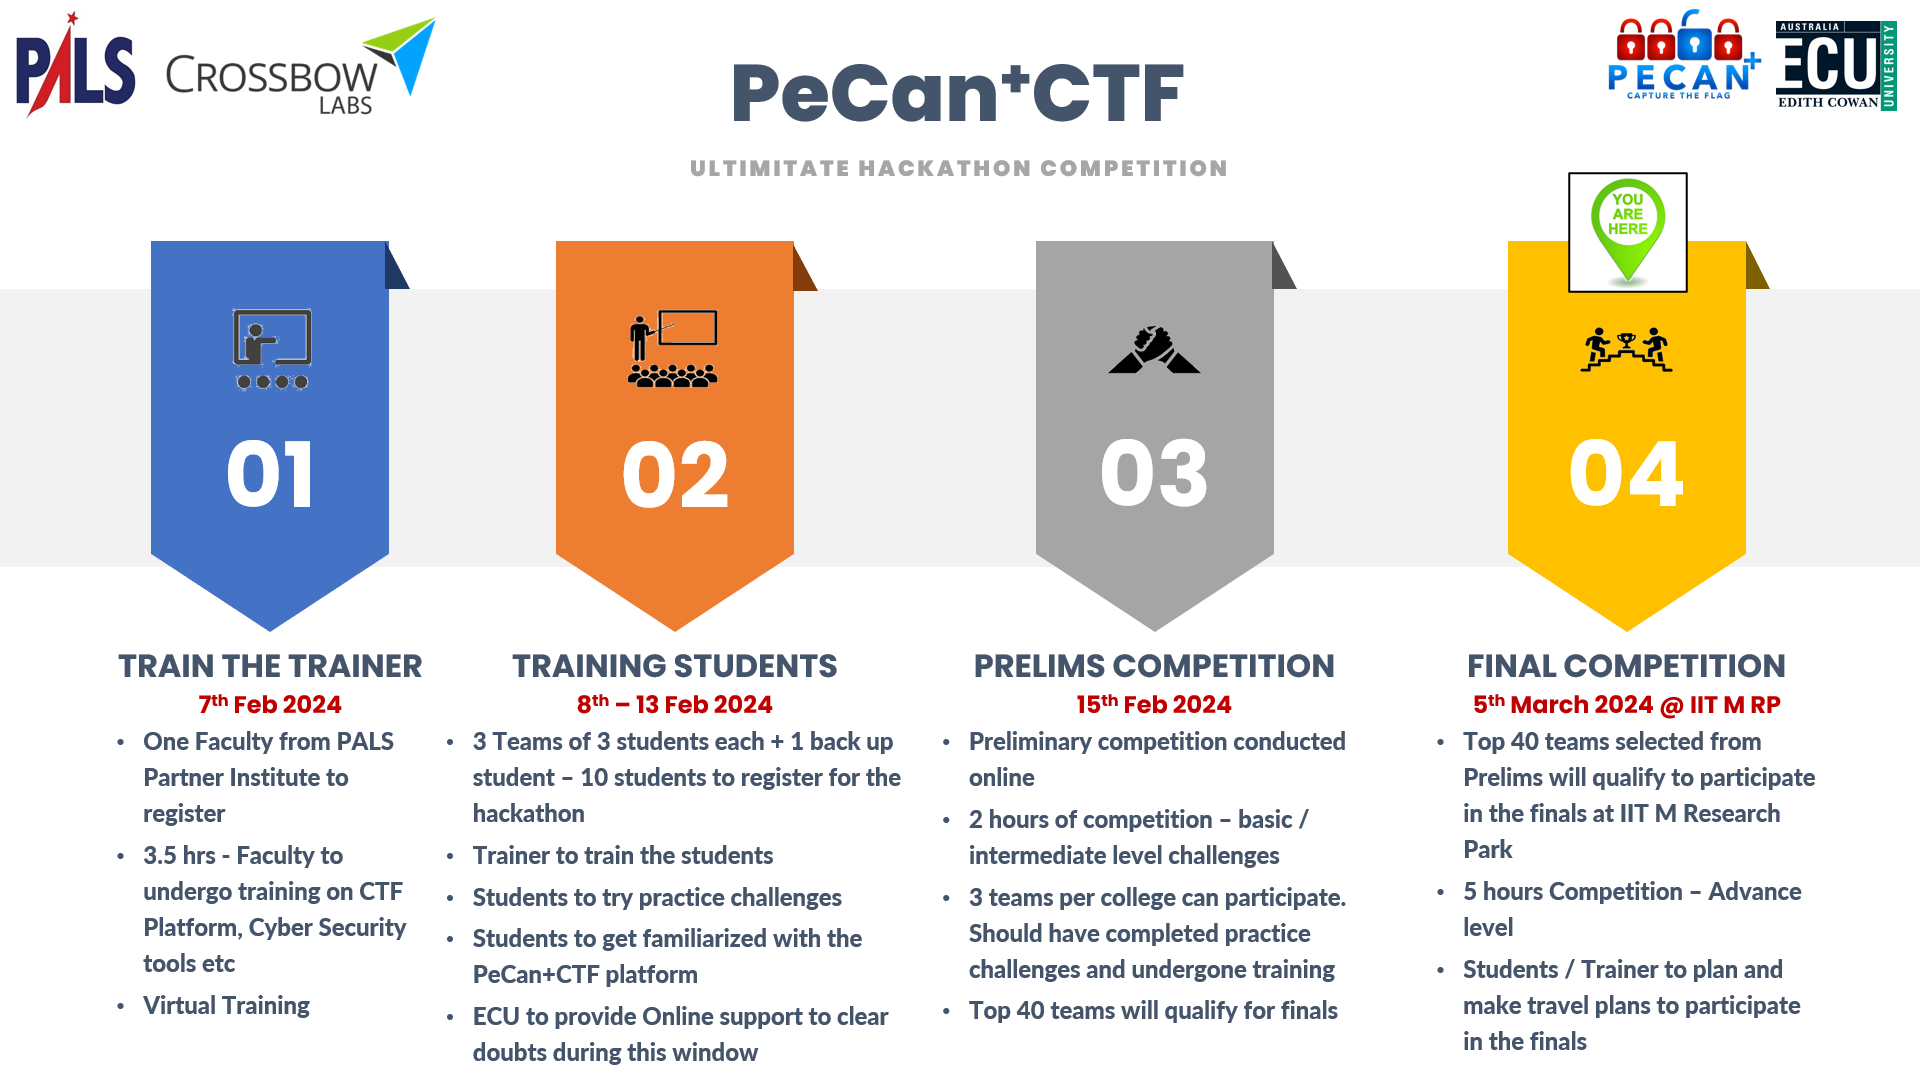 PALS
CROSSBOW
LABS
PeCan+CTF
ULTIMITATE HACKATHON COMPETITION
PECAN+
CAPTURE THE FLAG
AUSTRALIA
ECU
EDITH COWAN
UNIVERSITY
YOU
ARE
HERE
01
02
03
04
TRAIN THE TRAINER
7th Feb 2024
• One Faculty from PALS
Partner Institute to
register
• 3.5 hrs - Faculty to
undergo training on CTF
Platform, Cyber Security
tools etc
• Virtual Training
TRAINING STUDENTS
8th – 13 Feb 2024
• 3 Teams of 3 students each + 1 back up
student – 10 students to register for the
hackathon
• Trainer to train the students
• Students to try practice challenges
• Students to get familiarized with the
PeCan+CTF platform
• ECU to provide Online support to clear
doubts during this window
PRELIMS COMPETITION
15th Feb 2024
• Preliminary competition conducted
online
• 2 hours of competition – basic /
intermediate level challenges
• 3 teams per college can participate.
Should have completed practice
challenges and undergone training
• Top 40 teams will qualify for finals
FINAL COMPETITION
5th March 2024 @ IIT M RP
• Top 40 teams selected from
Prelims will qualify to participate
in the finals at IIT M Research
Park
• 5 hours Competition – Advance
level
• Students / Trainer to plan and
make travel plans to participate
in the finals